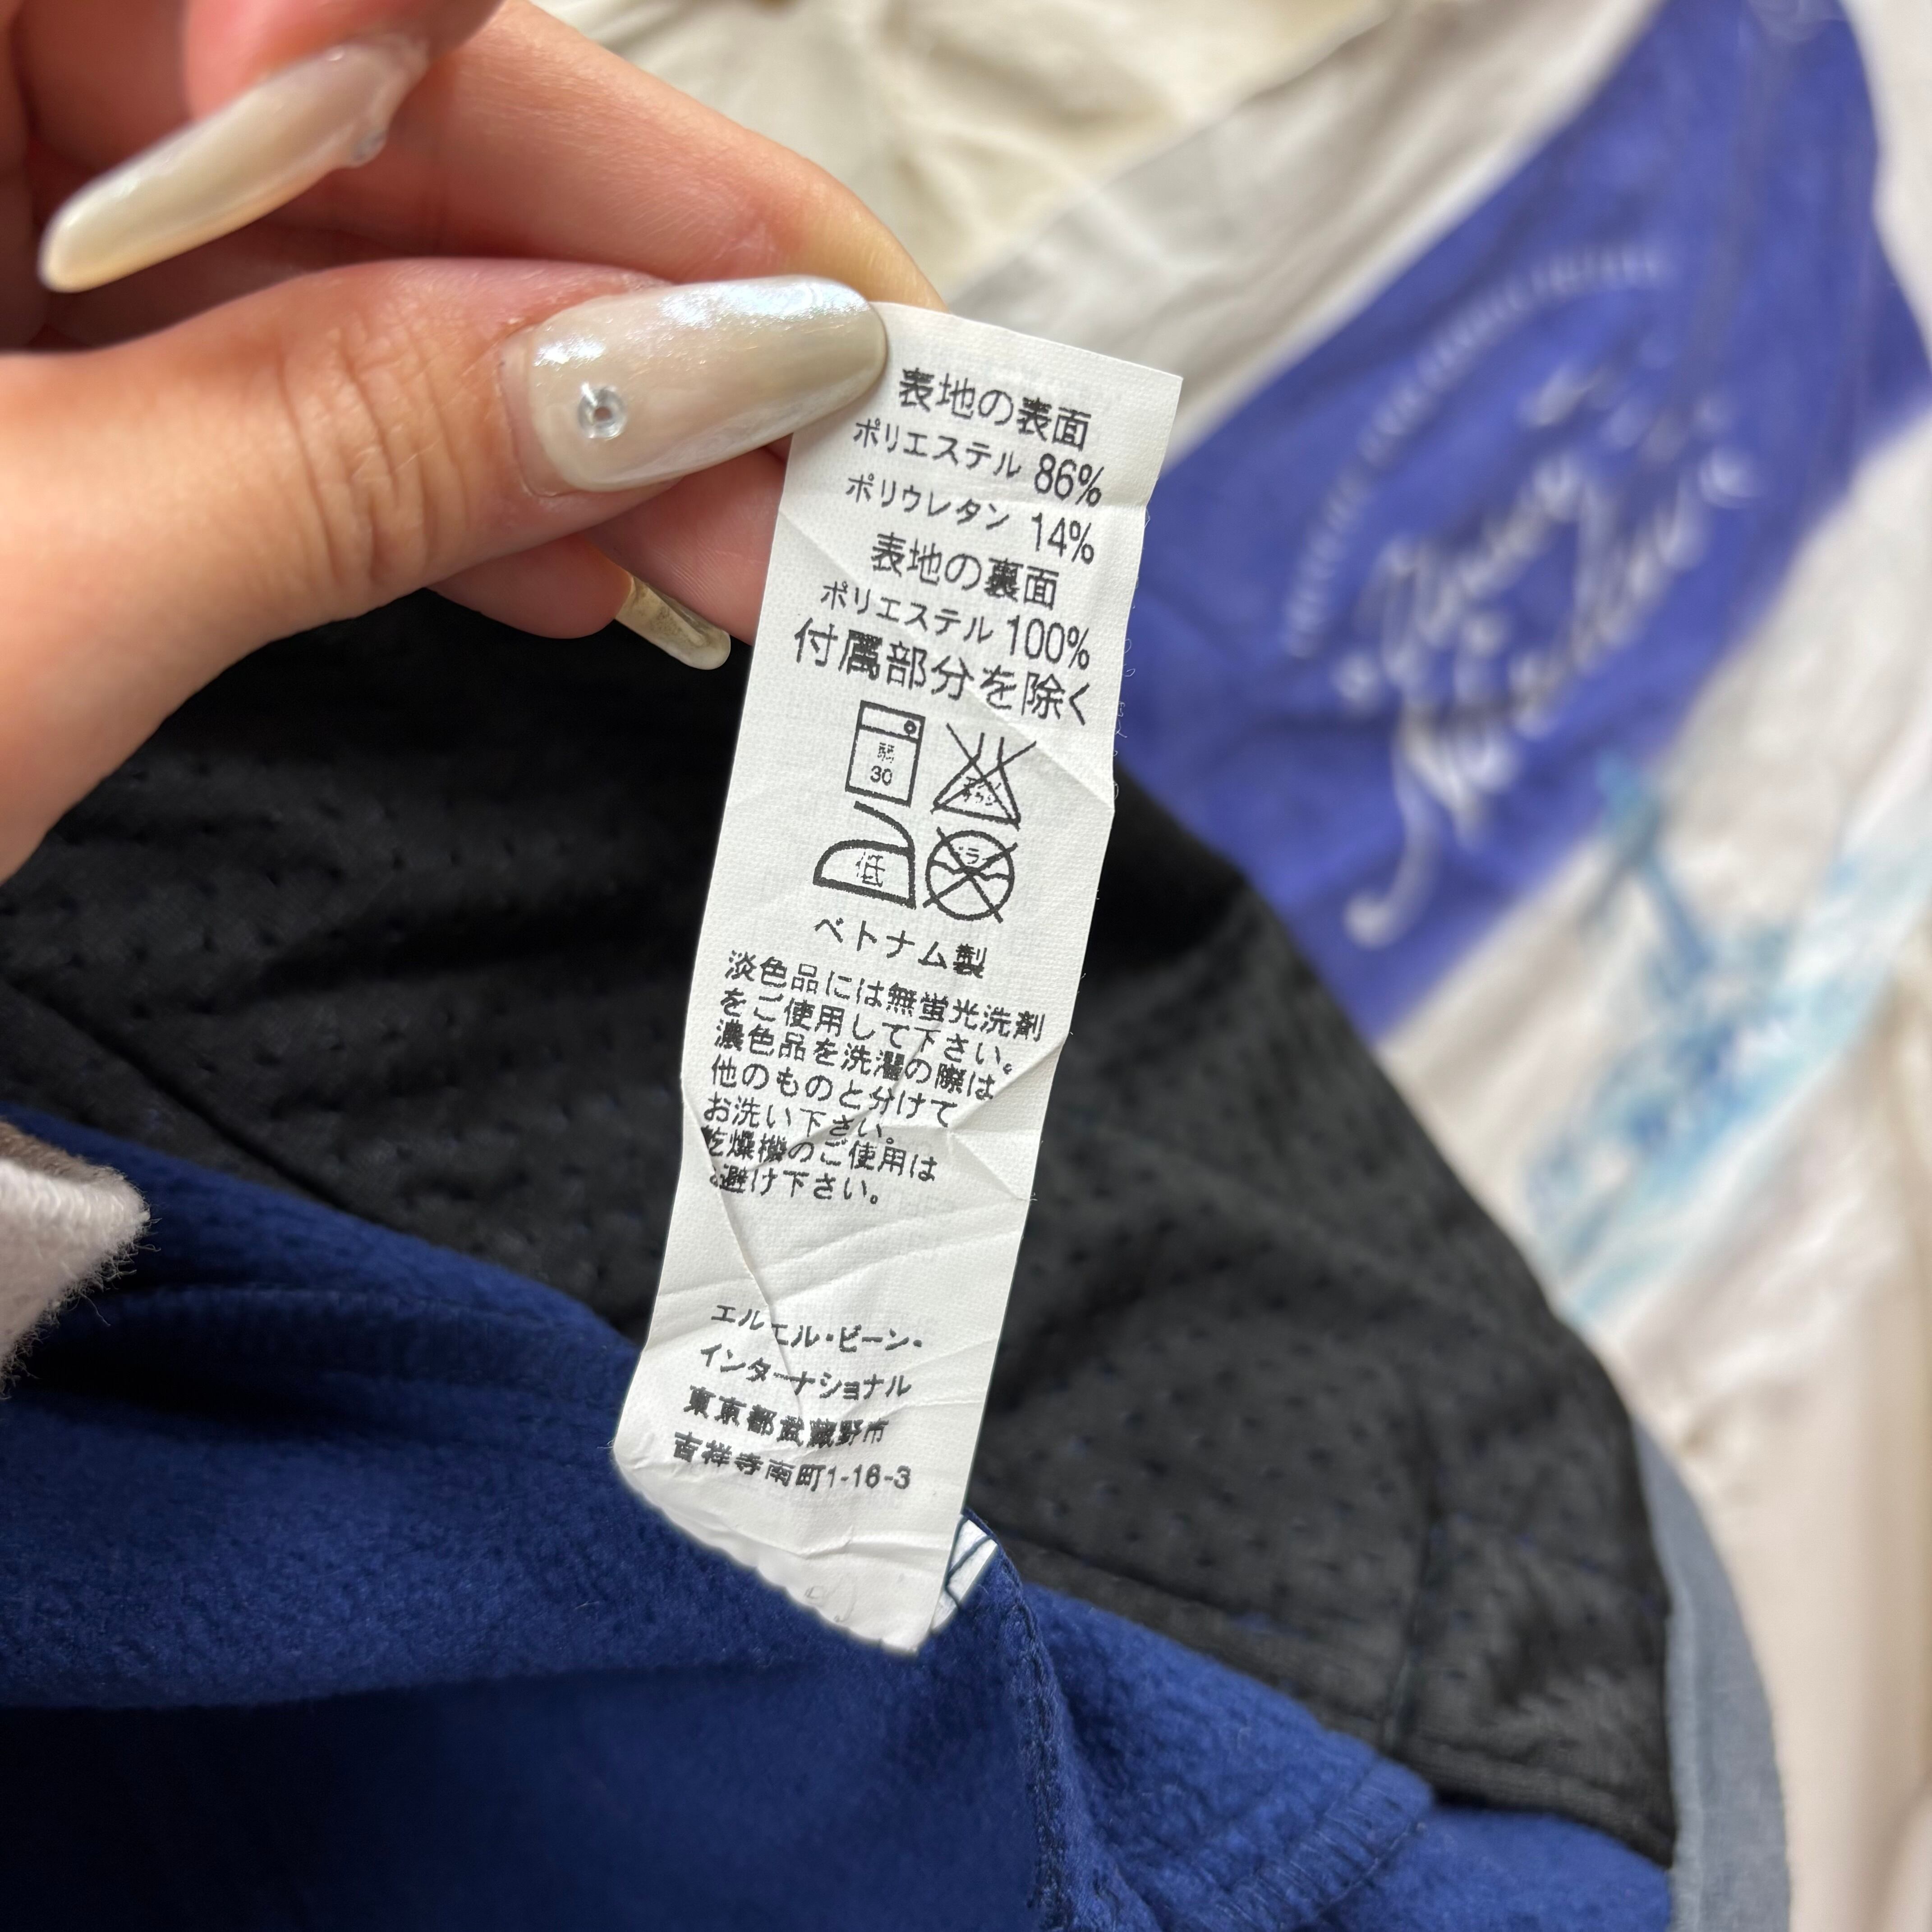 表地の表面
ポリエステル 86%
ポリウレタン 14%
表地の裏面
ポリエステル 100%
付属部分を除く
弱
30
低
ベトナム製
淡色品には無蛍光洗剤
をご使用して下さい。
濃色品を洗濯の際は
他のものと分けて
お洗い下さい。
乾燥機のご使用は
お避け下さい。
エルエル・ビーン・
インターナショナル
東京都武蔵野市
吉祥寺南町1-16-3